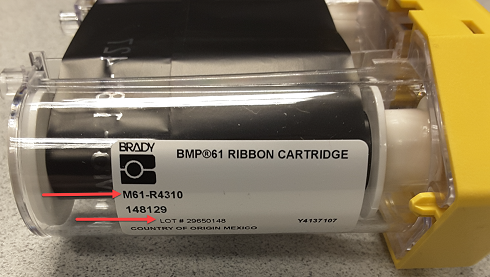 BRADY
BMP®61 RIBBON CARTRIDGE
M61-R4310
148129
LOT # 29650148 Y4137107
COUNTRY OF ORIGIN MEXICO